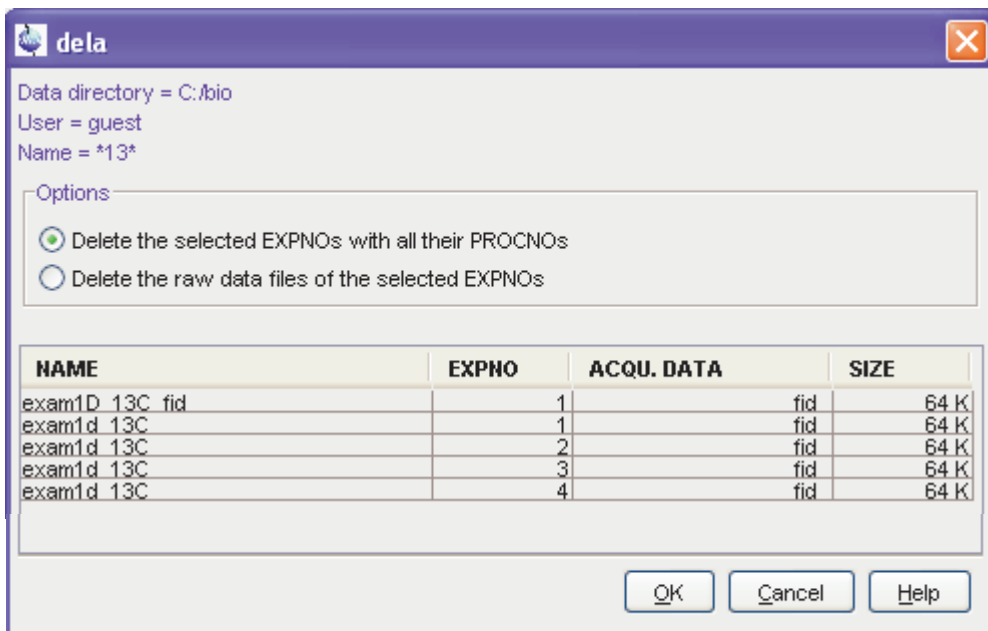 dela
Data directory = C:/bio
User = guest
Name = *13*
Options
Delete the selected EXPNOs with all their PROCNOs
Delete the raw data files of the selected EXPNOs
NAME EXPNO ACQU. DATA SIZE
exam1D_13C_fid 1 fid 64 K
exam1d_13C 1 fid 64 K
exam1d_13C 2 fid 64 K
exam1d_13C 3 fid 64 K
exam1d_13C 4 fid 64 K
OK Cancel Help